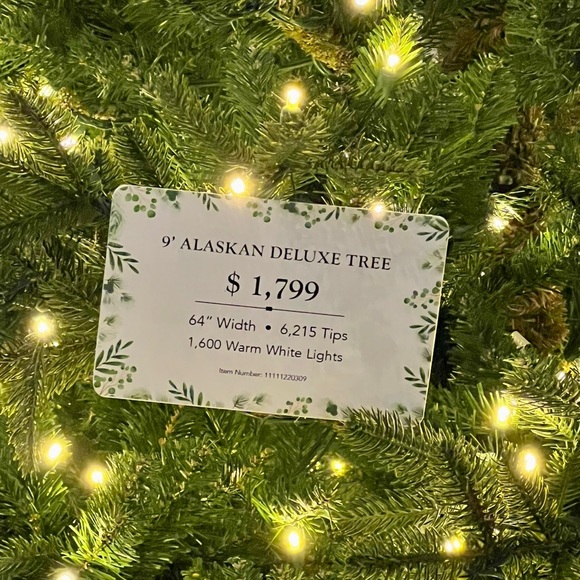 9' ALASKAN DELUXE TREE
$ 1,799
64" Width • 6,215 Tips
1,600 Warm White Lights
Item Number: 11111220309